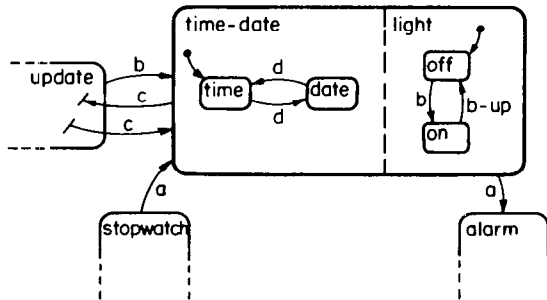 time-date
light
update
b
c
c
time
d
d
date
off
b
b-up
on
a
a
stopwatch
alarm